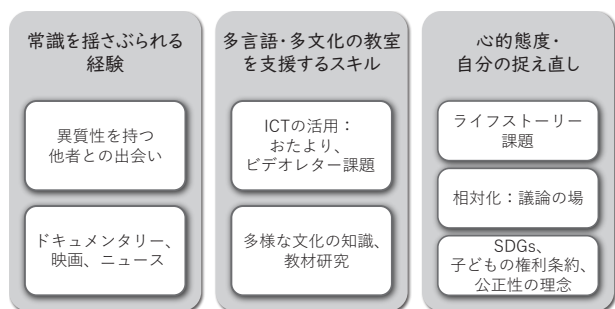 常識を揺さぶられる
経験
異質性を持つ
他者との出会い
ドキュメンタリー、
映画、ニュース
多言語・多文化の教室
を支援するスキル
ICTの活用：
おたより、
ビデオレター課題
多様な文化の知識、
教材研究
心的態度・
自分の捉え直し
ライフストーリー
課題
相対化：議論の場
SDGs、
子どもの権利条約、
公正性の理念